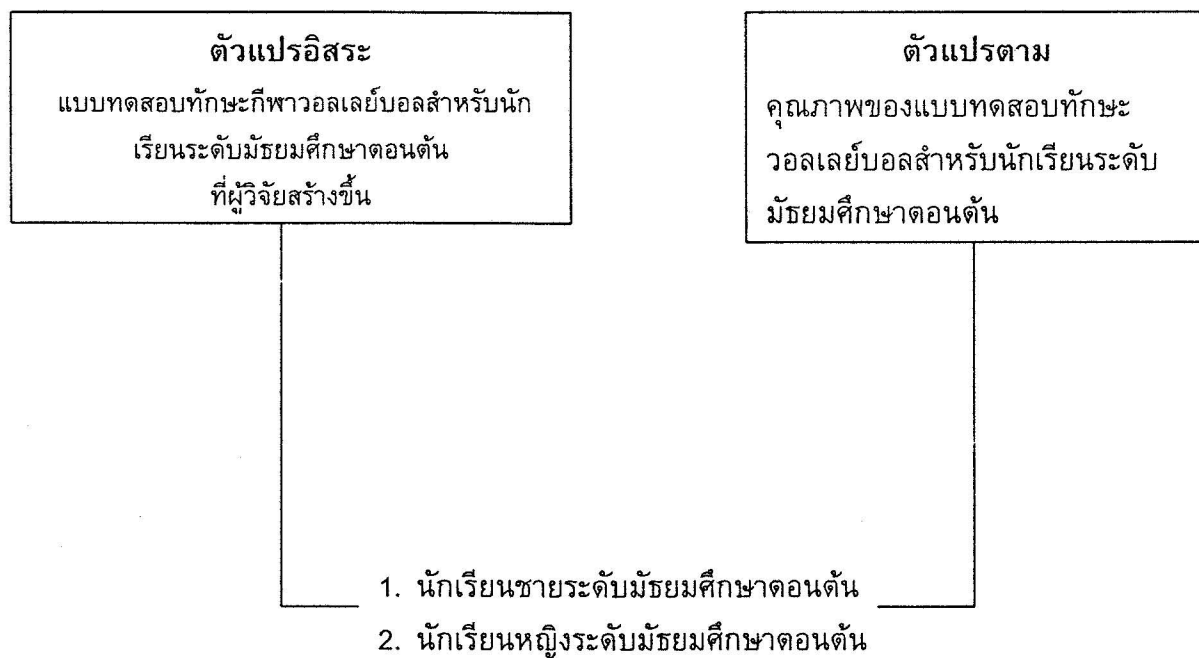 ตัวแปรอิสระ
แบบทดสอบทักษะกีฬาวอลเลย์บอลสำหรับนัก
เรียนระดับมัธยมศึกษาตอนต้น
ที่ผู้วิจัยสร้างขึ้น
ตัวแปรตาม
คุณภาพของแบบทดสอบทักษะ
วอลเลย์บอลสำหรับนักเรียนระดับ
มัธยมศึกษาตอนต้น
1. นักเรียนชายระดับมัธยมศึกษาตอนต้น
2. นักเรียนหญิงระดับมัธยมศึกษาตอนต้น